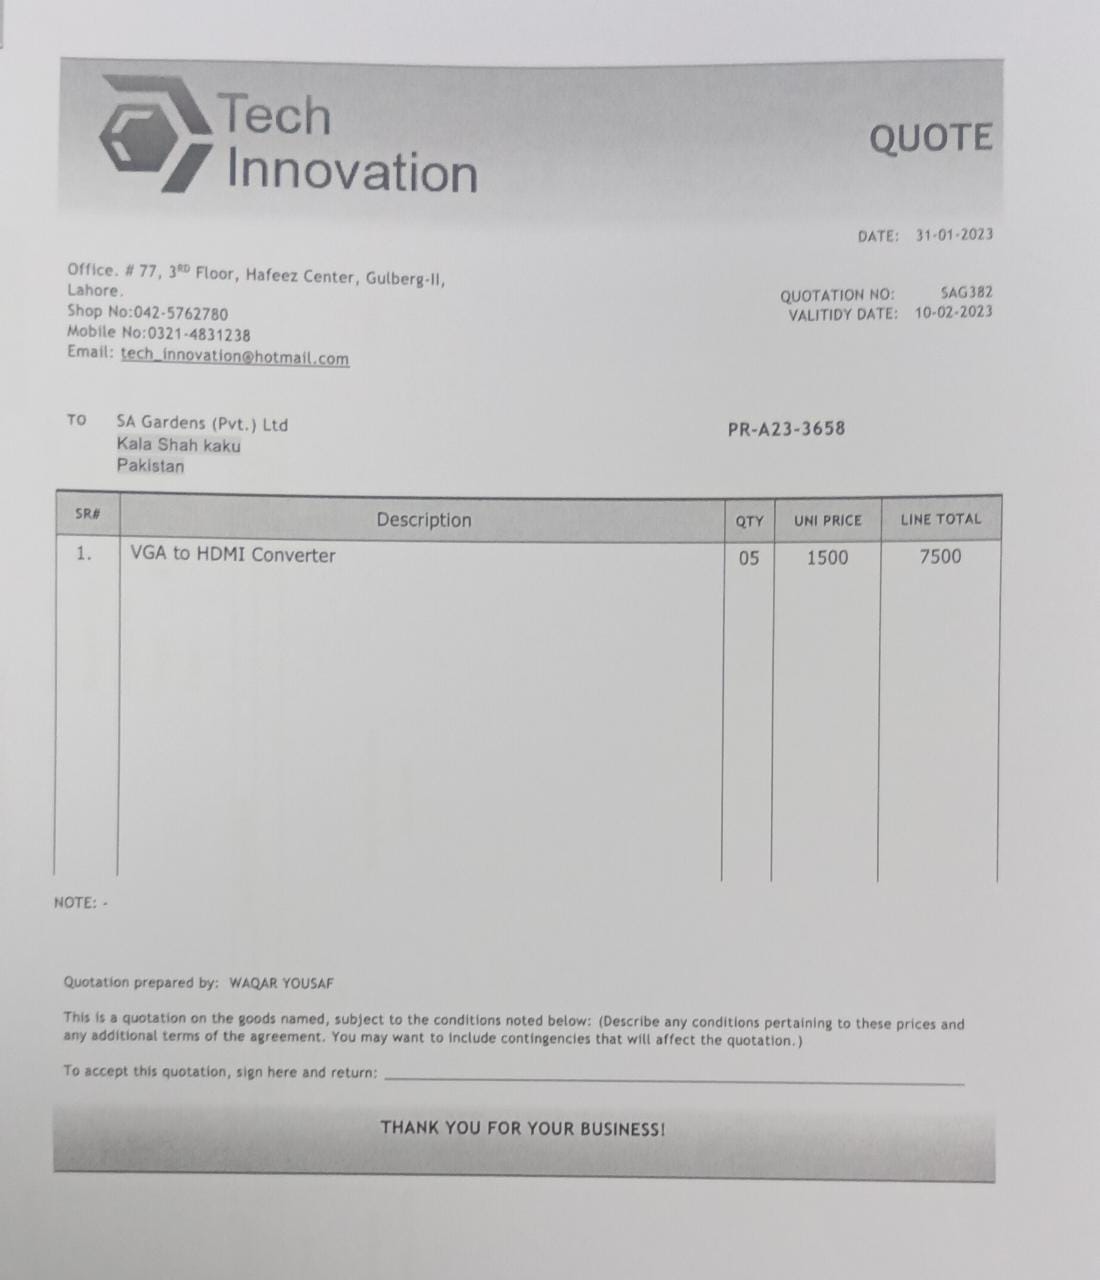 Tech
Innovation
QUOTE
DATE: 31-01-2023
Office. # 77, 3RD Floor, Hafeez Center, Gulberg-II,
Lahore.
Shop No:042-5762780
Mobile No:0321-4831238
Email: tech_innovation@hotmail.com
QUOTATION NO: SAG382
VALITIDY DATE: 10-02-2023
TO SA Gardens (Pvt.) Ltd
Kala Shah kaku
Pakistan
PR-A23-3658
SR# Description QTY UNI PRICE LINE TOTAL
1. VGA to HDMI Converter 05 1500 7500
NOTE: -
Quotation prepared by: WAQAR YOUSAF
This is a quotation on the goods named, subject to the conditions noted below: (Describe any conditions pertaining to these prices and
any additional terms of the agreement. You may want to include contingencies that will affect the quotation.)
To accept this quotation, sign here and return:
THANK YOU FOR YOUR BUSINESS!